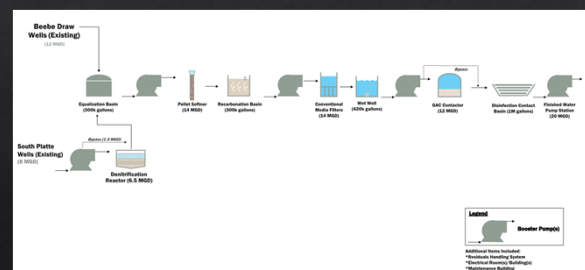 Beebe Draw
Wells (Existing)
(12 MGD)
Bypass
Equalization Basin
(300k gallons)
Pellet Softner
(14 MGD)
Recarbonation Basin
(300k gallons)
Conventional
Media Filters
(14 MGD)
Wet Well
(420k gallons)
GAC Contactor
(12 MGD)
Disinfection Contact
Basin (1M gallons)
Finished Water
Pump Station
(20 MGD)
South Platte
Wells (Existing)
(8 MGD)
Bypass (1.5 MGD)
Denitrification
Reactor (6.5 MGD)
Legend
Booster Pump(s)
Additional Items Included:
*Residuals Handling System
*Electrical Room(s)/Building(s)
*Maintenance Building